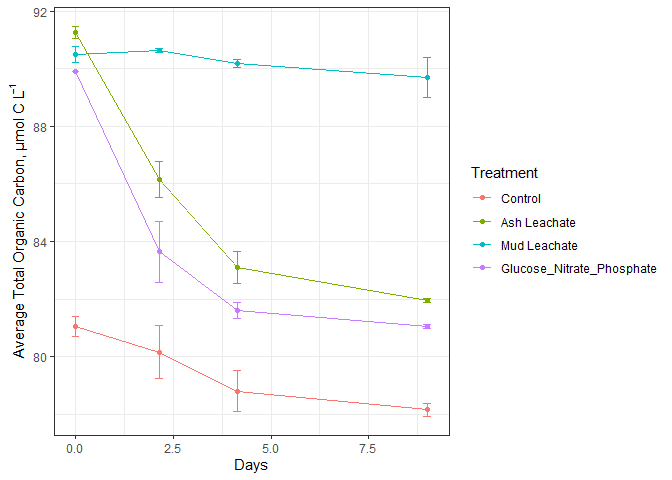 92
88
84
80
Average Total Organic Carbon, µmol C L⁻¹
0.0 2.5 5.0 7.5
Days
Treatment
Control
Ash Leachate
Mud Leachate
Glucose_Nitrate_Phosphate